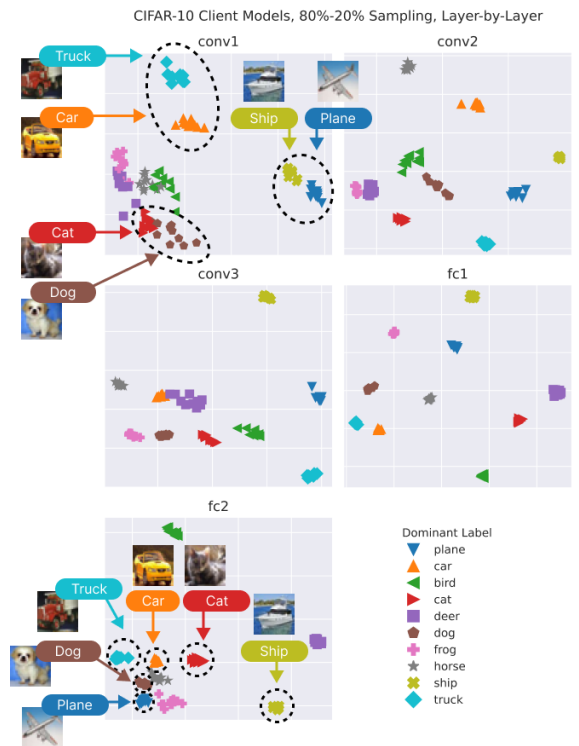 CIFAR-10 Client Models, 80%-20% Sampling, Layer-by-Layer
conv1
conv2
Truck
Car
Ship
Plane
Cat
Dog
conv3
fc1
fc2
Truck
Car
Cat
Dog
Ship
Plane
Dominant Label
plane
car
bird
cat
deer
dog
frog
horse
ship
truck